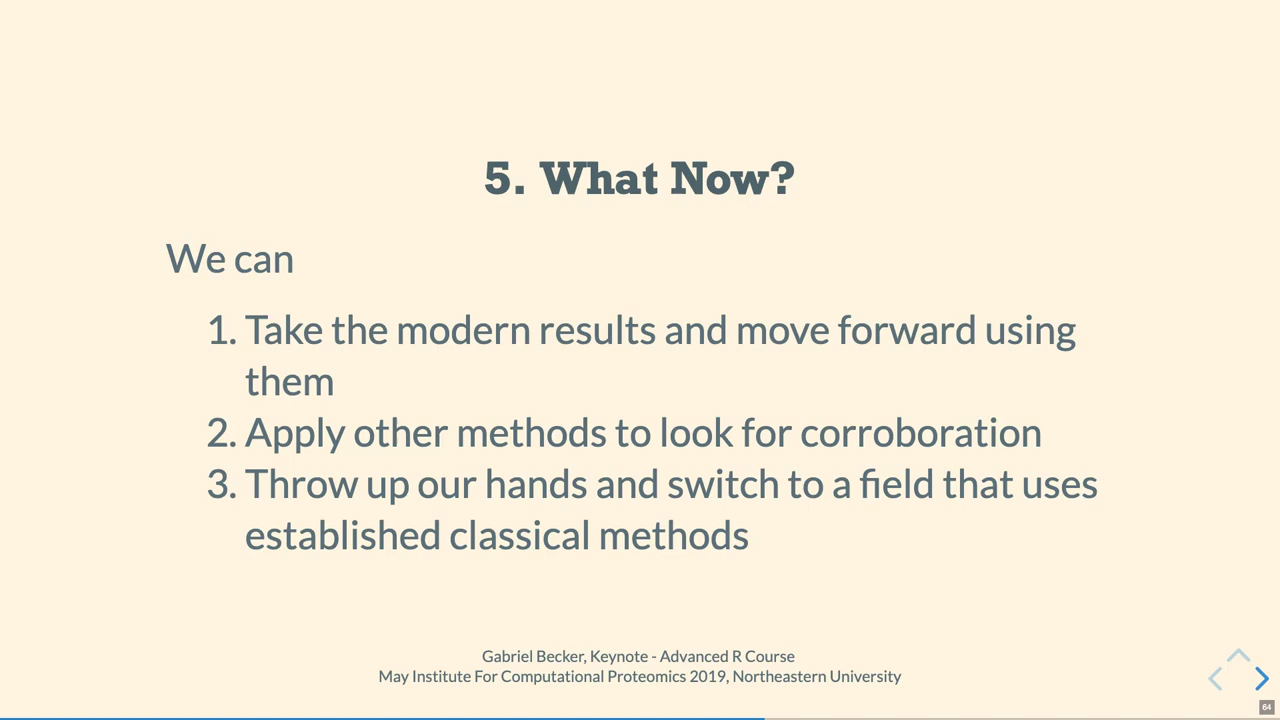 5. What Now?
We can
1. Take the modern results and move forward using
them
2. Apply other methods to look for corroboration
3. Throw up our hands and switch to a field that uses
established classical methods
Gabriel Becker, Keynote - Advanced R Course
May Institute For Computational Proteomics 2019, Northeastern University
64